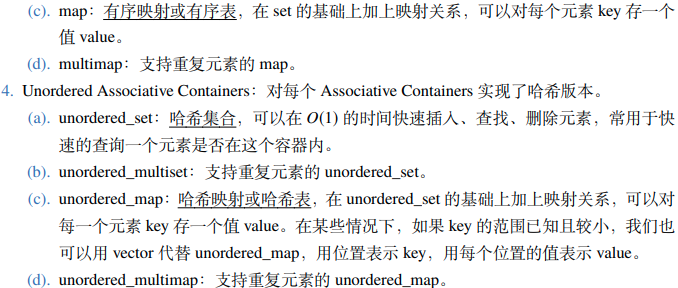 (c). map：有序映射或有序表，在 set 的基础上加上映射关系，可以对每个元素 key 存一个
值 value。
(d). multimap：支持重复元素的 map。
4. Unordered Associative Containers：对每个 Associative Containers 实现了哈希版本。
(a). unordered_set：哈希集合，可以在 O(1) 的时间快速插入、查找、删除元素，常用于快
速的查询一个元素是否在这个容器内。
(b). unordered_multiset：支持重复元素的 unordered_set。
(c). unordered_map：哈希映射或哈希表，在 unordered_set 的基础上加上映射关系，可以对
每一个元素 key 存一个值 value。在某些情况下，如果 key 的范围已知且较小，我们也
可以用 vector 代替 unordered_map，用位置表示 key，用每个位置的值表示 value。
(d). unordered_multimap：支持重复元素的 unordered_map。